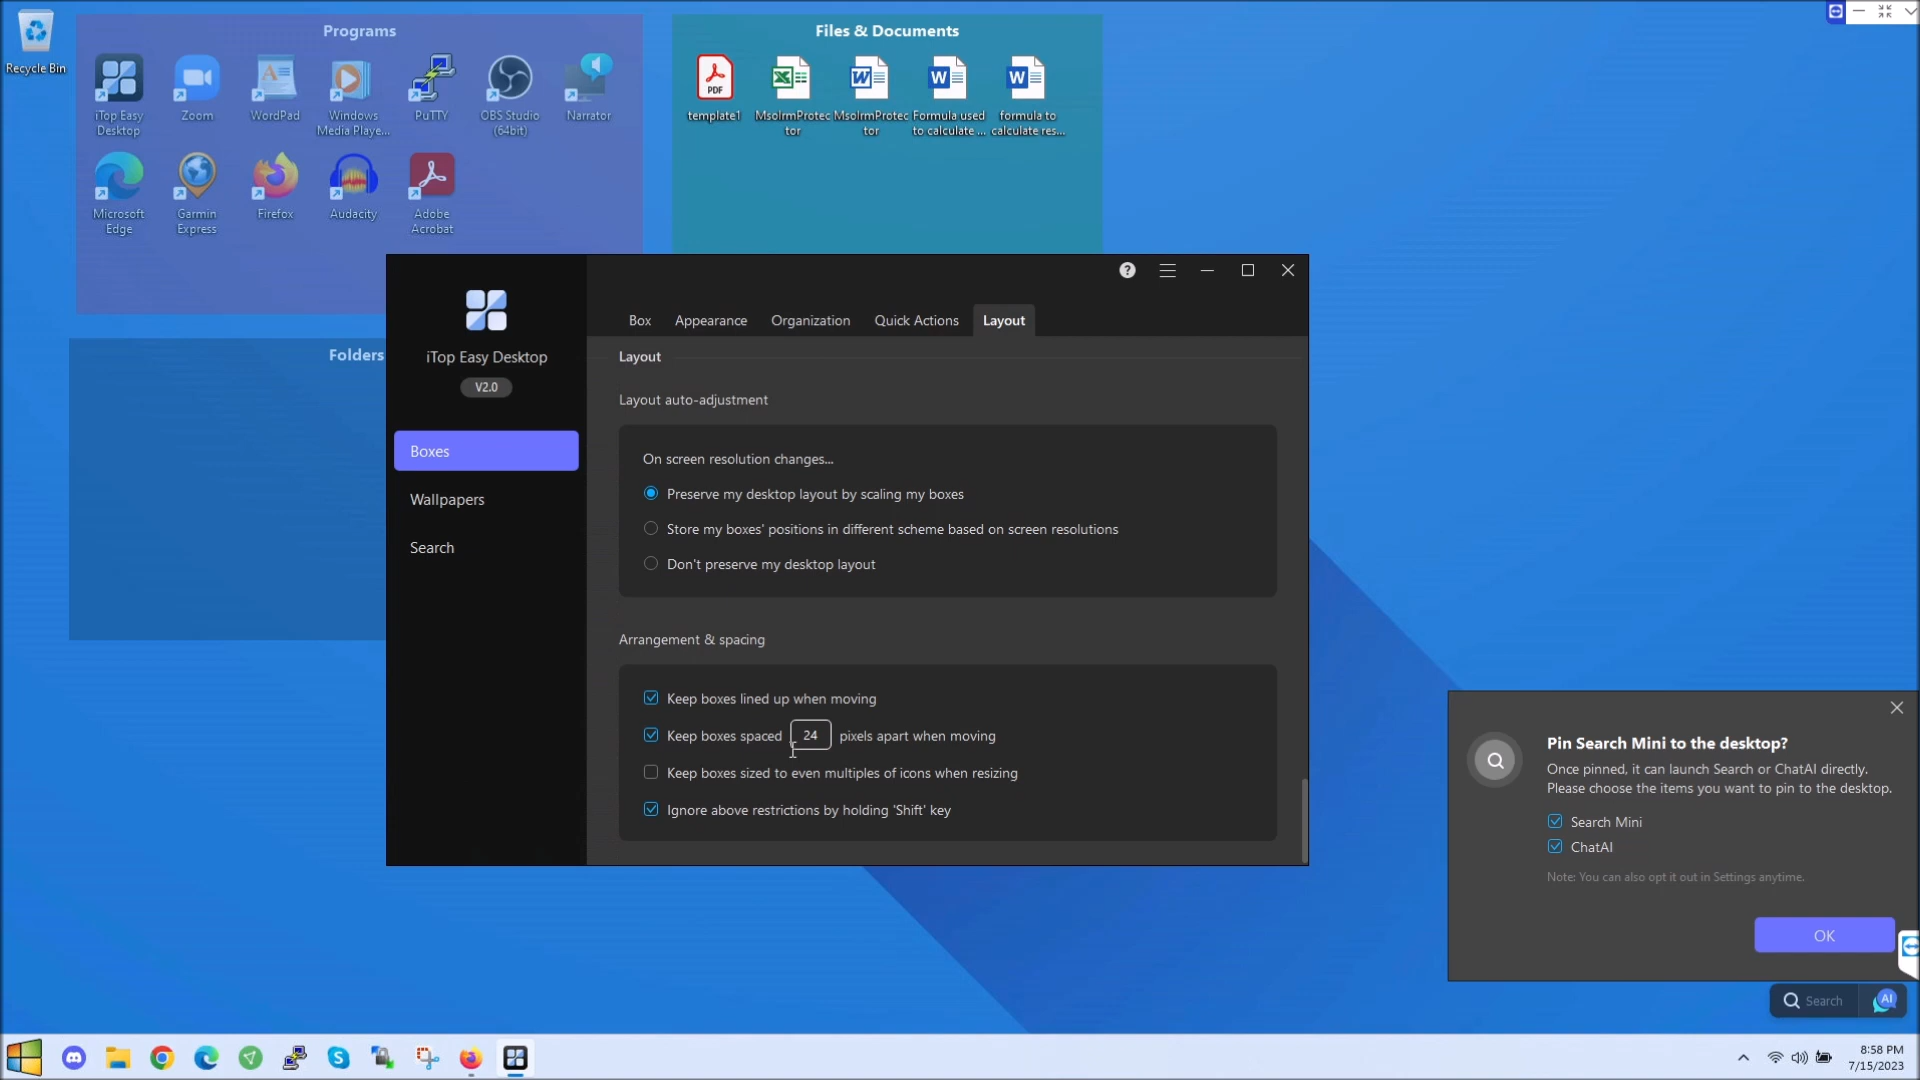 Recycle Bin
Programs
iTop Easy
Desktop
Zoom
WordPad
Windows
Media Playe...
PuTTY
OBS Studio
(64bit)
Narrator
Microsoft
Edge
Garmin
Express
Firefox
Audacity
Adobe
Acrobat
Files & Documents
PDF
template1
MsoIrmProtec
tor
MsoIrmProtec
tor
Formula used
to calculate ...
formula to
calculate res...
Folders
iTop Easy Desktop
V2.0
Boxes
Wallpapers
Search
?
Box
Appearance
Organization
Quick Actions
Layout
Layout
Layout auto-adjustment
On screen resolution changes...
Preserve my desktop layout by scaling my boxes
Store my boxes' positions in different scheme based on screen resolutions
Don't preserve my desktop layout
Arrangement & spacing
Keep boxes lined up when moving
Keep boxes spaced 24 pixels apart when moving
Keep boxes sized to even multiples of icons when resizing
Ignore above restrictions by holding 'Shift' key
Pin Search Mini to the desktop?
Once pinned, it can launch Search or ChatAI directly.
Please choose the items you want to pin to the desktop.
Search Mini
ChatAI
Note: You can also opt it out in Settings anytime.
OK
Search
AI
8:58 PM
7/15/2023